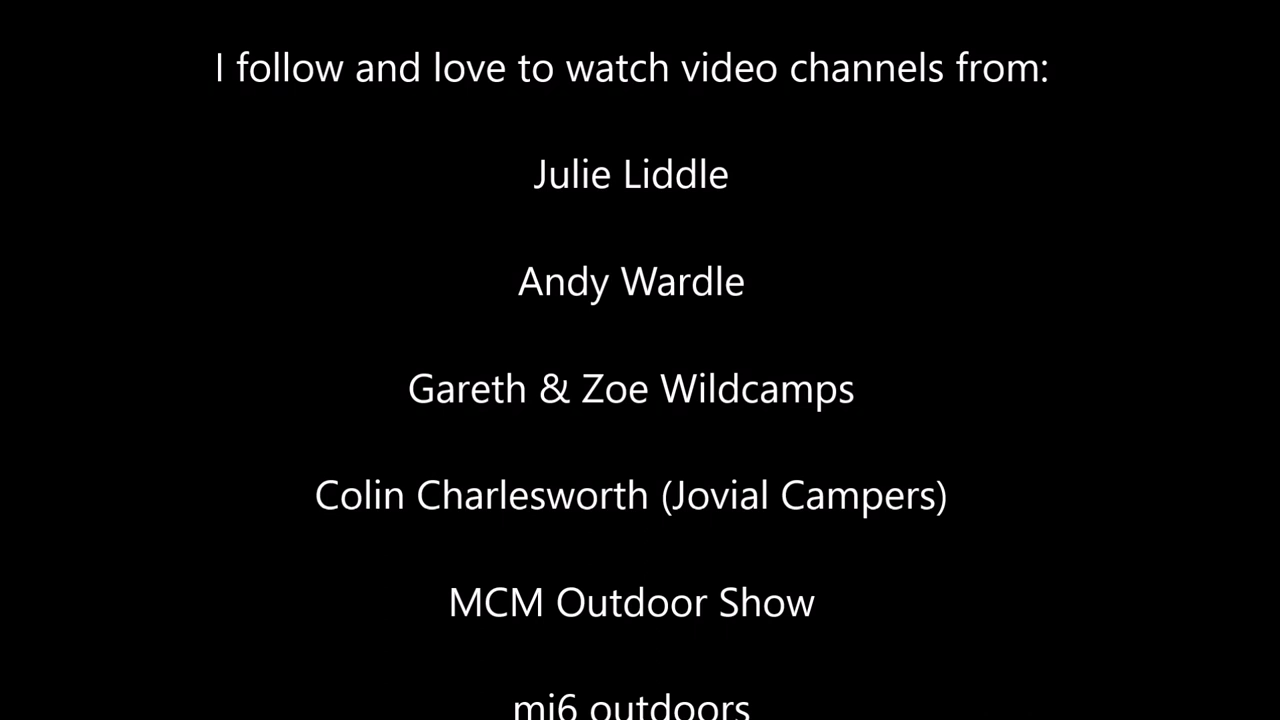 I follow and love to watch video channels from:
Julie Liddle
Andy Wardle
Gareth & Zoe Wildcamps
Colin Charlesworth (Jovial Campers)
MCM Outdoor Show
mi6 outdoors